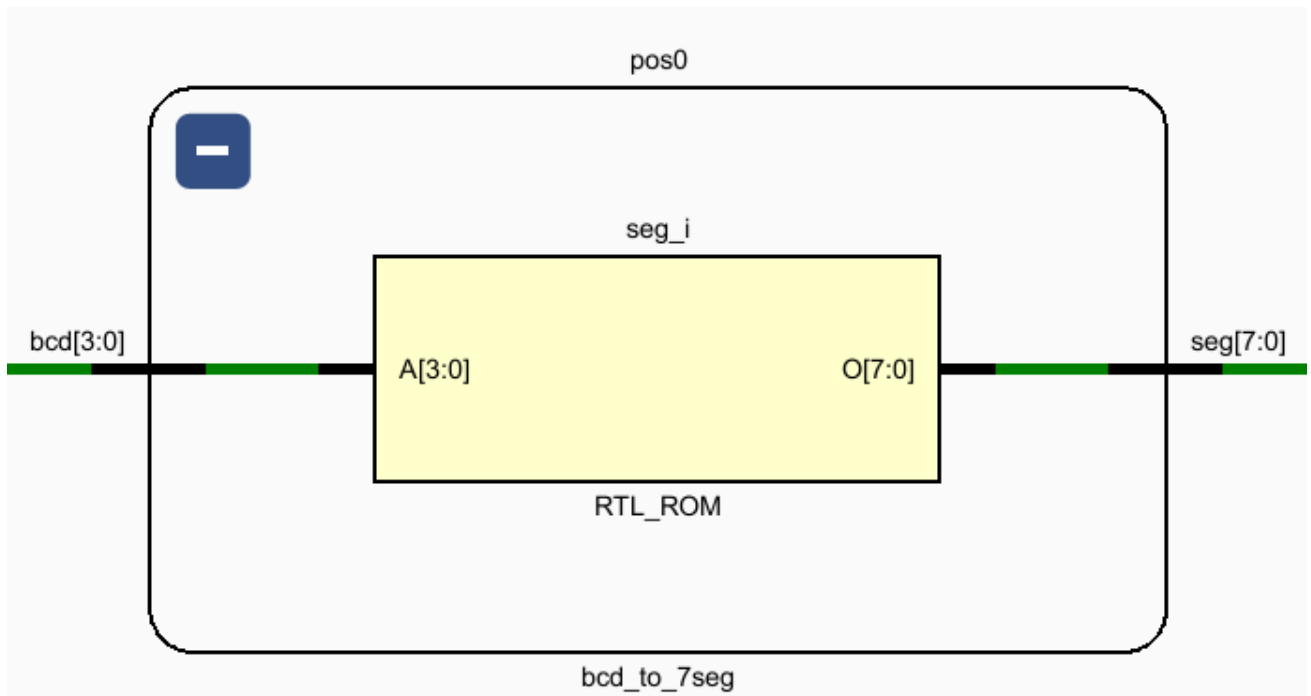 pos0
seg_i
bcd[3:0]
seg[7:0]
A[3:0]
O[7:0]
RTL_ROM
bcd_to_7seg